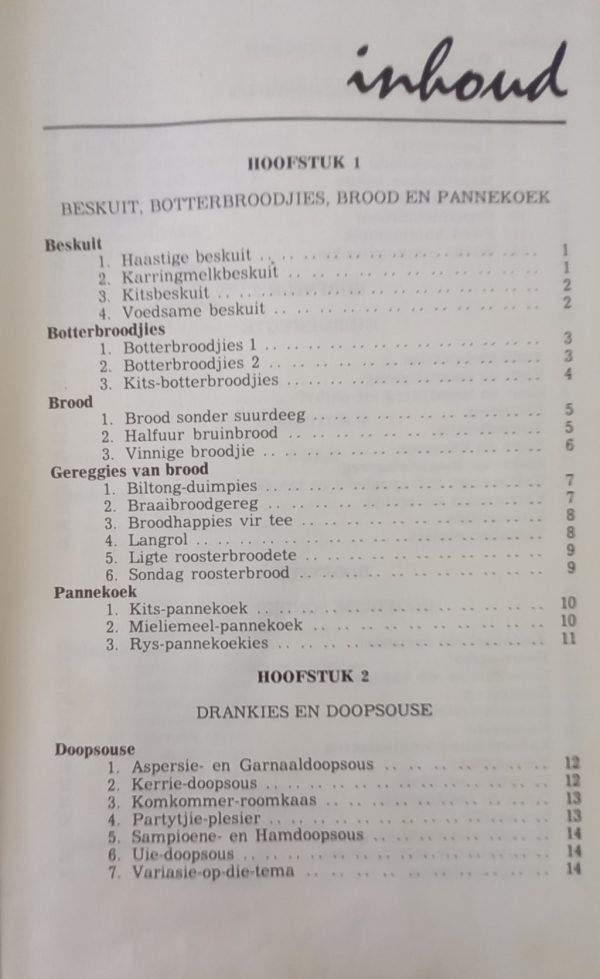 inhoud
HOOFSTUK 1
BESKUIT, BOTTERBROODJIES, BROOD EN PANNEKOEK
Beskuit
1. Haastige beskuit 1
2. Karringmelkbeskuit 1
3. Kitsbeskuit 2
4. Voedsame beskuit 2
Botterbroodjies
1. Botterbroodjies 1 3
2. Botterbroodjies 2 3
3. Kits-botterbroodjies 4
Brood
1. Brood sonder suurdeeg 5
2. Halfuur bruinbrood 5
3. Vinnige broodjie 6
Gereggies van brood
1. Biltong-duimpies 7
2. Braaibroodgereg 7
3. Broodhappies vir tee 8
4. Langrol 8
5. Ligte roosterbroodete 9
6. Sondag roosterbrood 9
Pannekoek
1. Kits-pannekoek 10
2. Mieliemeel-pannekoek 10
3. Rys-pannekoekies 11
HOOFSTUK 2
DRANKIES EN DOOPSOUSE
Doopsouse
1. Aspersie- en Garnaaldoopsous 12
2. Kerrie-doopsous 12
3. Komkommer-roomkaas 13
4. Partytjie-plesier 13
5. Sampioene- en Hamdoopsous 14
6. Uie-doopsous 14
7. Variasie-op-die-tema 14